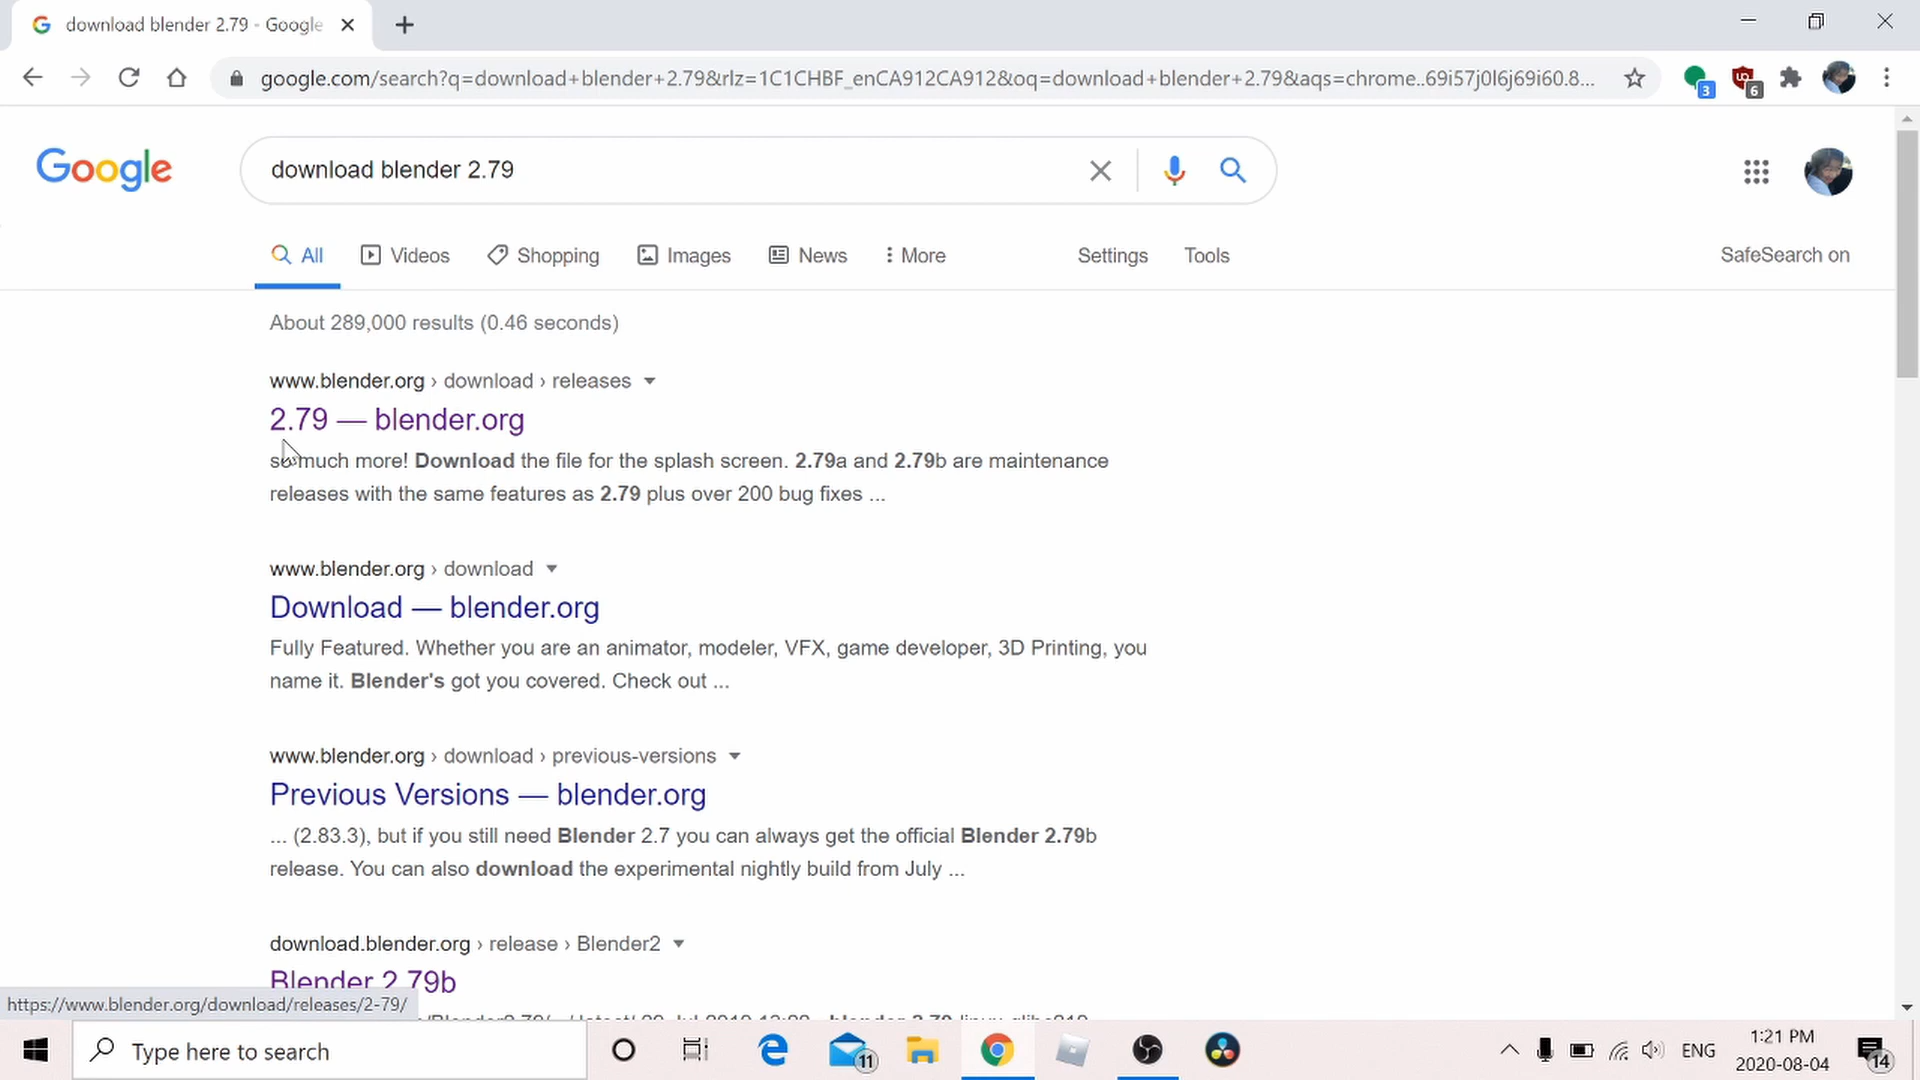 download blender 2.79 - Google
google.com/search?q=download+blender+2.79&rlz=1C1CHBF_enCA912CA912&oq=download+blender+2.79&aqs=chrome..69i57j0l6j69i60.8...
3
6
Google
download blender 2.79
All
Videos
Shopping
Images
News
More
Settings
Tools
SafeSearch on
About 289,000 results (0.46 seconds)
www.blender.org › download › releases
2.79 — blender.org
so much more! Download the file for the splash screen. 2.79a and 2.79b are maintenance
releases with the same features as 2.79 plus over 200 bug fixes ...
www.blender.org › download
Download — blender.org
Fully Featured. Whether you are an animator, modeler, VFX, game developer, 3D Printing, you
name it. Blender's got you covered. Check out ...
www.blender.org › download › previous-versions
Previous Versions — blender.org
... (2.83.3), but if you still need Blender 2.7 you can always get the official Blender 2.79b
release. You can also download the experimental nightly build from July ...
download.blender.org › release › Blender2
Blender 2.79b
https://www.blender.org/download/releases/2-79/
Type here to search
11
ENG
1:21 PM
2020-08-04
14